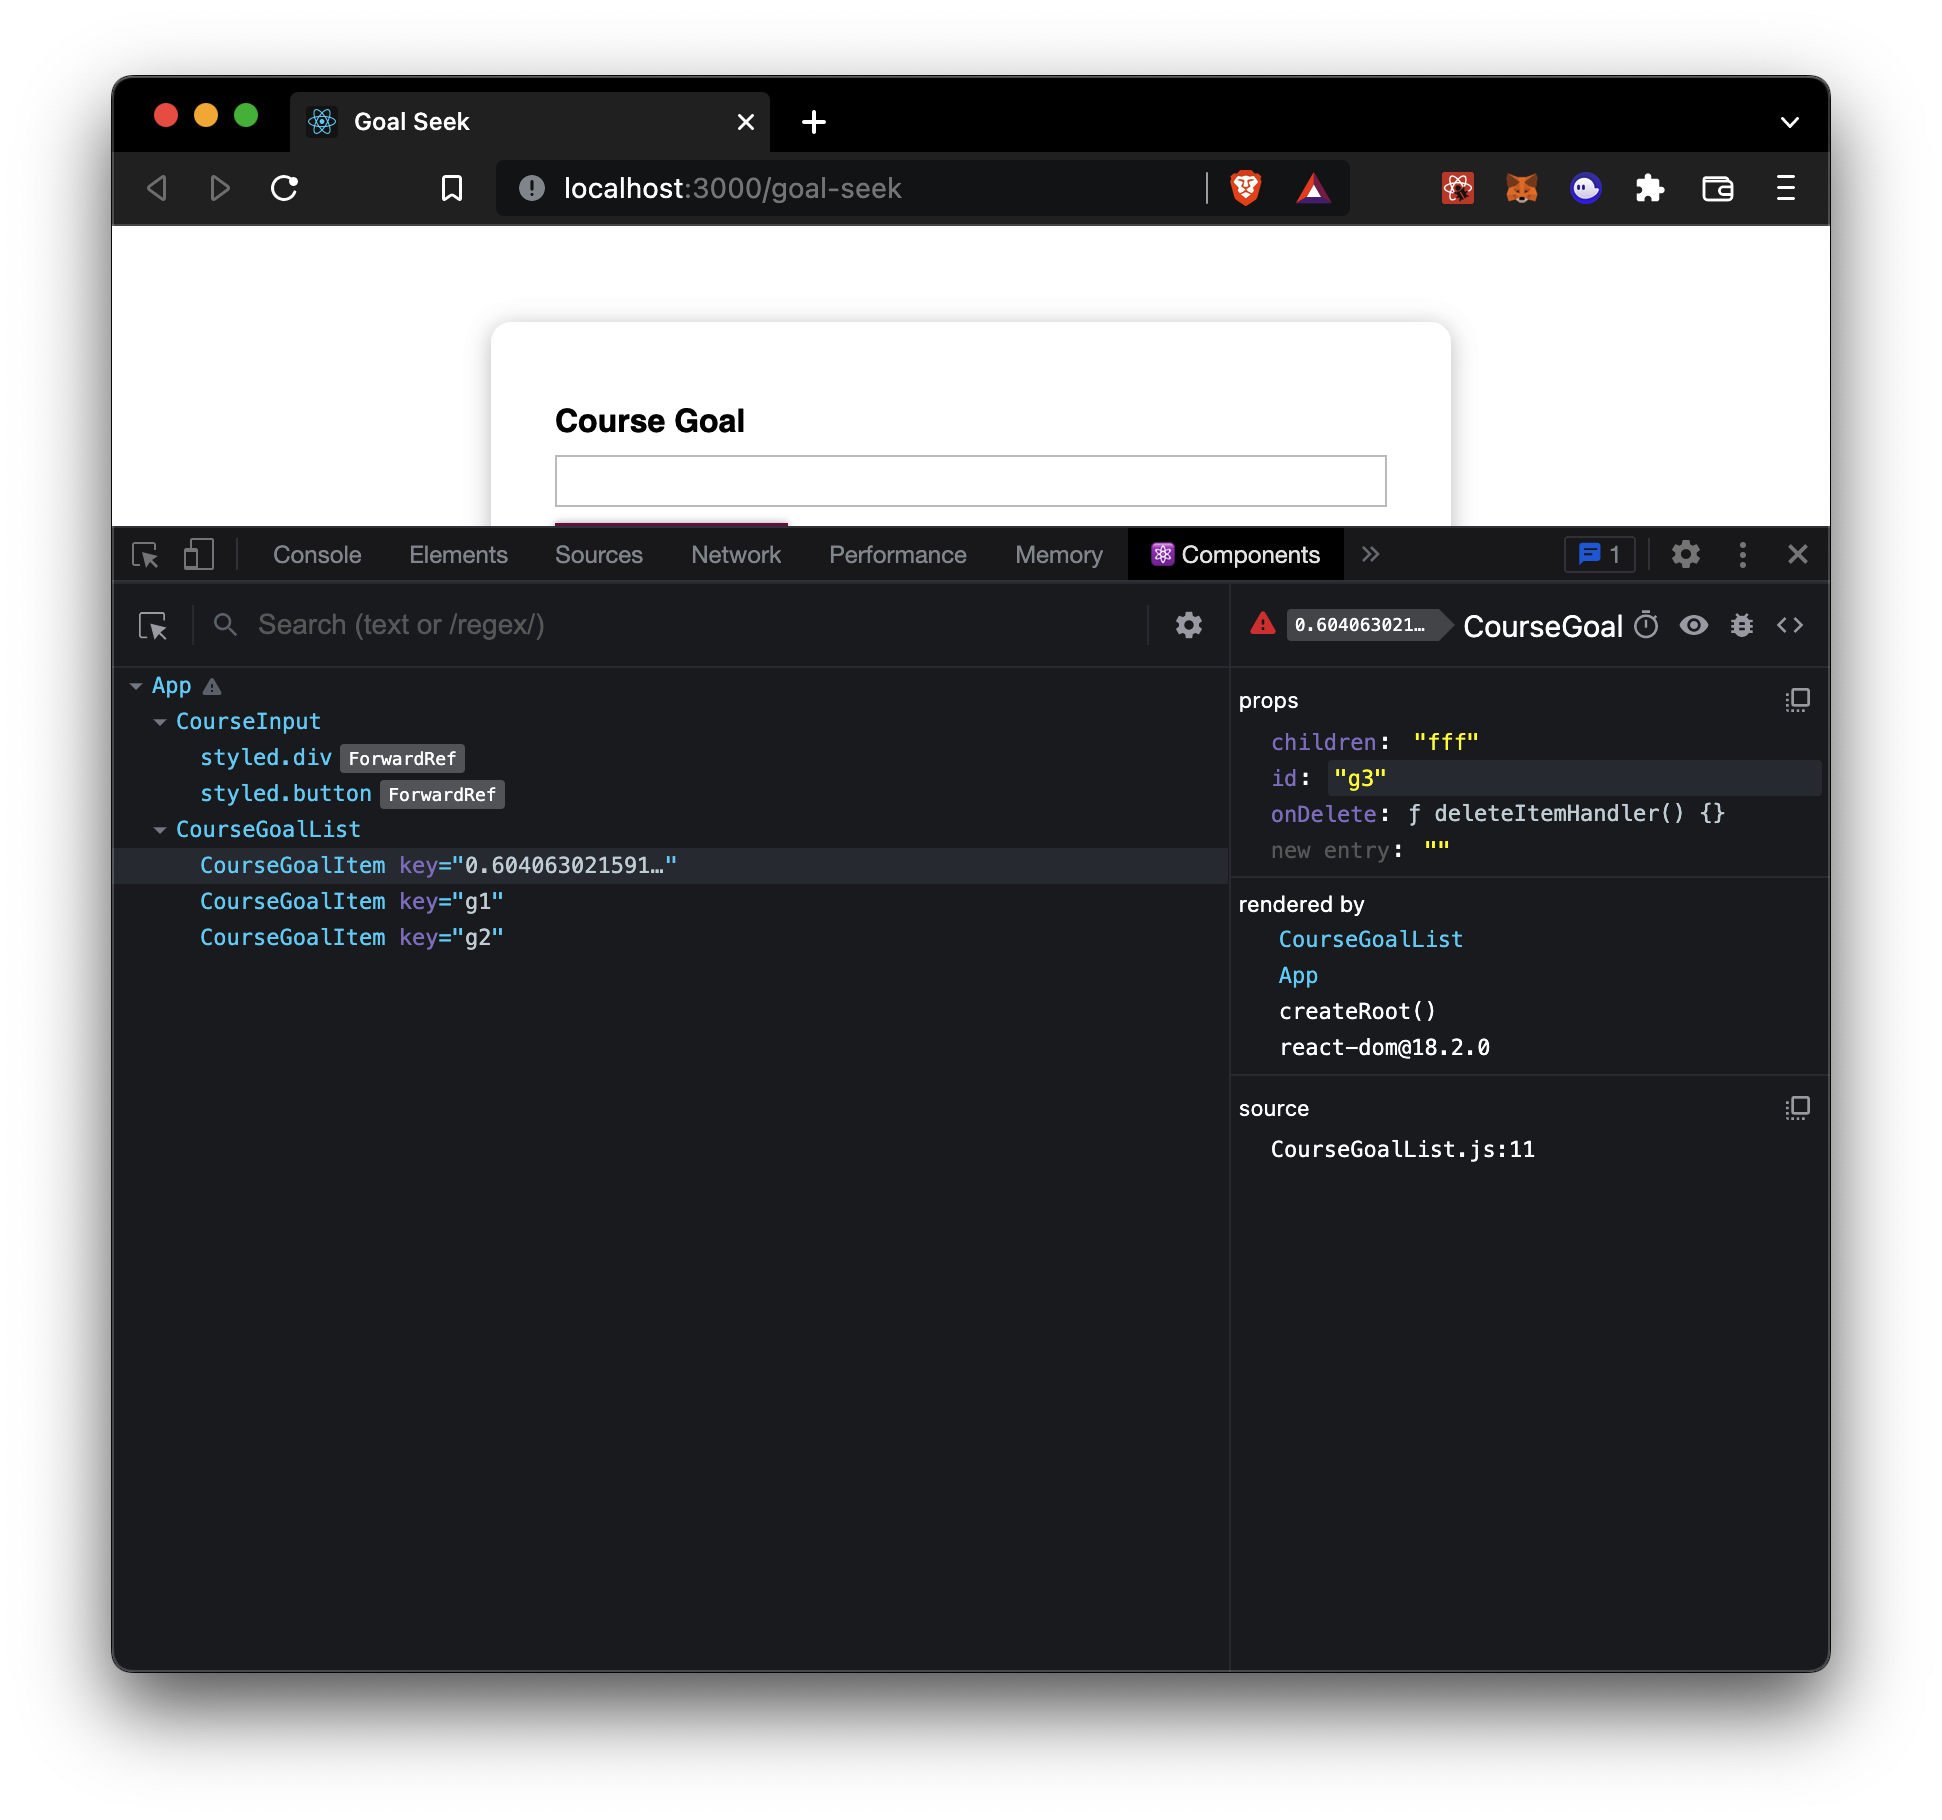 Goal Seek
localhost:3000/goal-seek
Course Goal
Console Elements Sources Network Performance Memory Components 1
Search (text or /regex/)
0.604063021… CourseGoal
App
CourseInput
styled.div ForwardRef
styled.button ForwardRef
CourseGoalList
CourseGoalItem key="0.604063021591…"
CourseGoalItem key="g1"
CourseGoalItem key="g2"
props
children: "fff"
id: "g3"
onDelete: ƒ deleteItemHandler() {}
new entry: ""
rendered by
CourseGoalList
App
createRoot()
react-dom@18.2.0
source
CourseGoalList.js:11